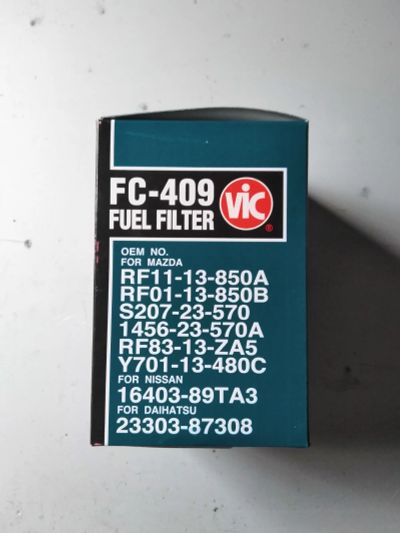 FC-409
FUEL FILTER
VIC
®
OEM NO.
FOR MAZDA
RF11-13-850A
RF01-13-850B
S207-23-570
1456-23-570A
RF83-13-ZA5
Y701-13-480C
FOR NISSAN
16403-89TA3
FOR DAIHATSU
23303-87308